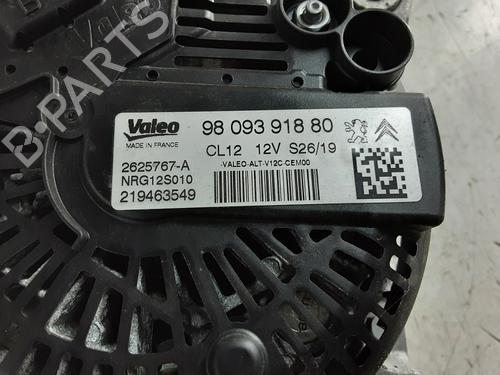 Valeo
B-PARTS
Valeo
MADE IN FRANCE
98 093 918 80
CL12 12V S26/19
-VALEO-ALT-V12C-CEM00
2625767-A
NRG12S010
219463549